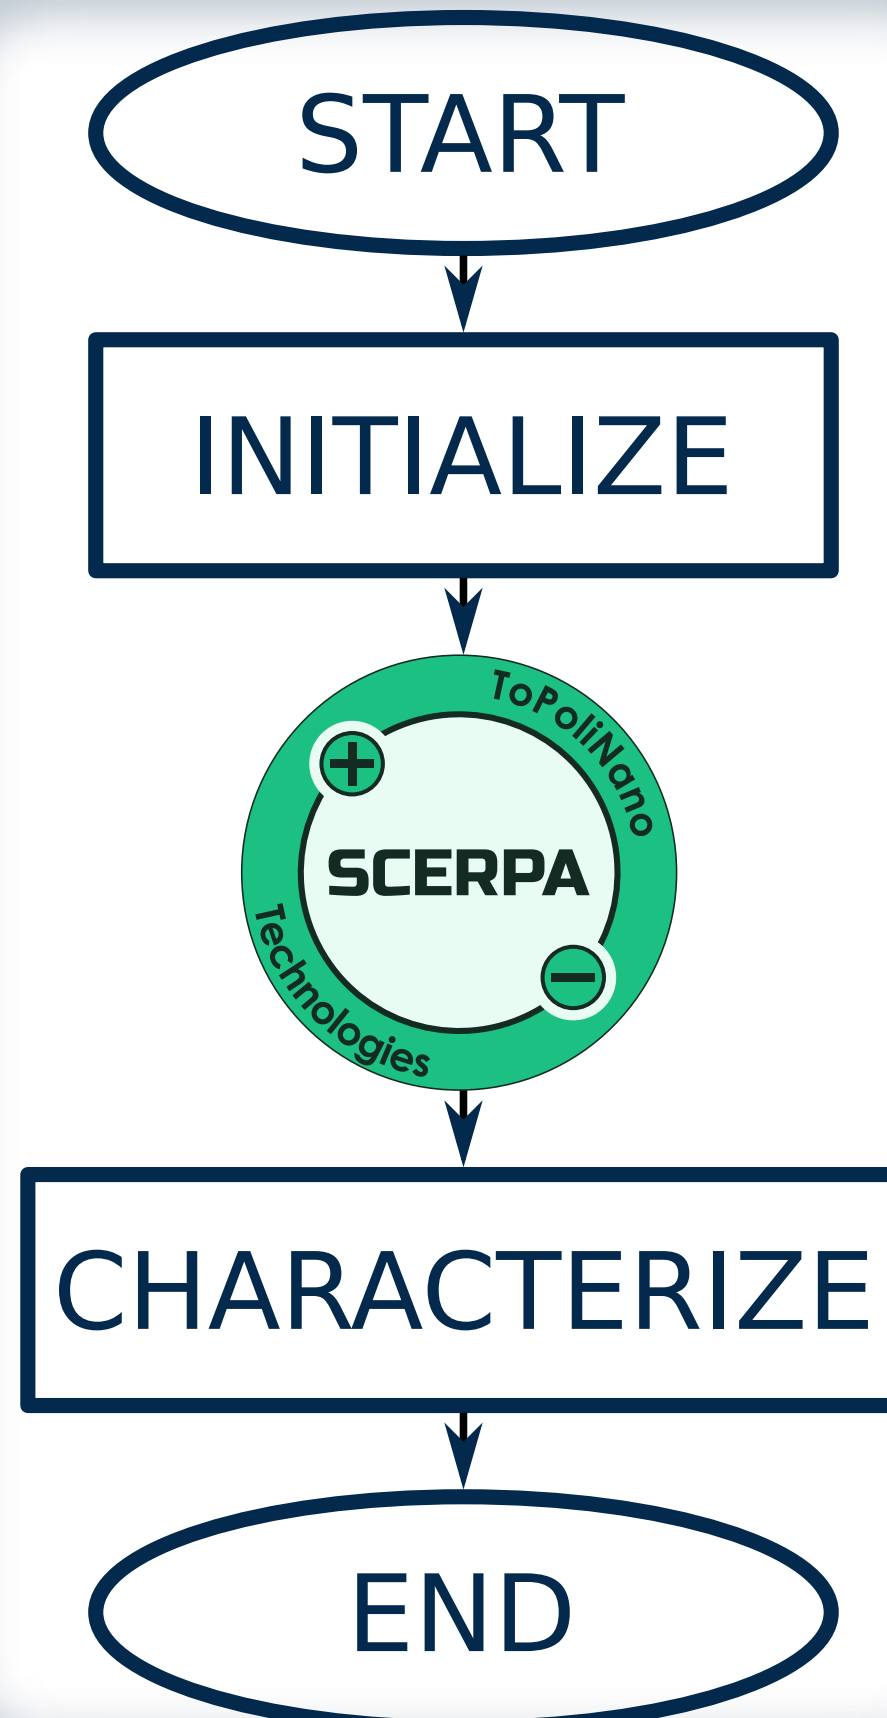 START
INITIALIZE
ToPoliNano
SCERPA
Technologies
CHARACTERIZE
END